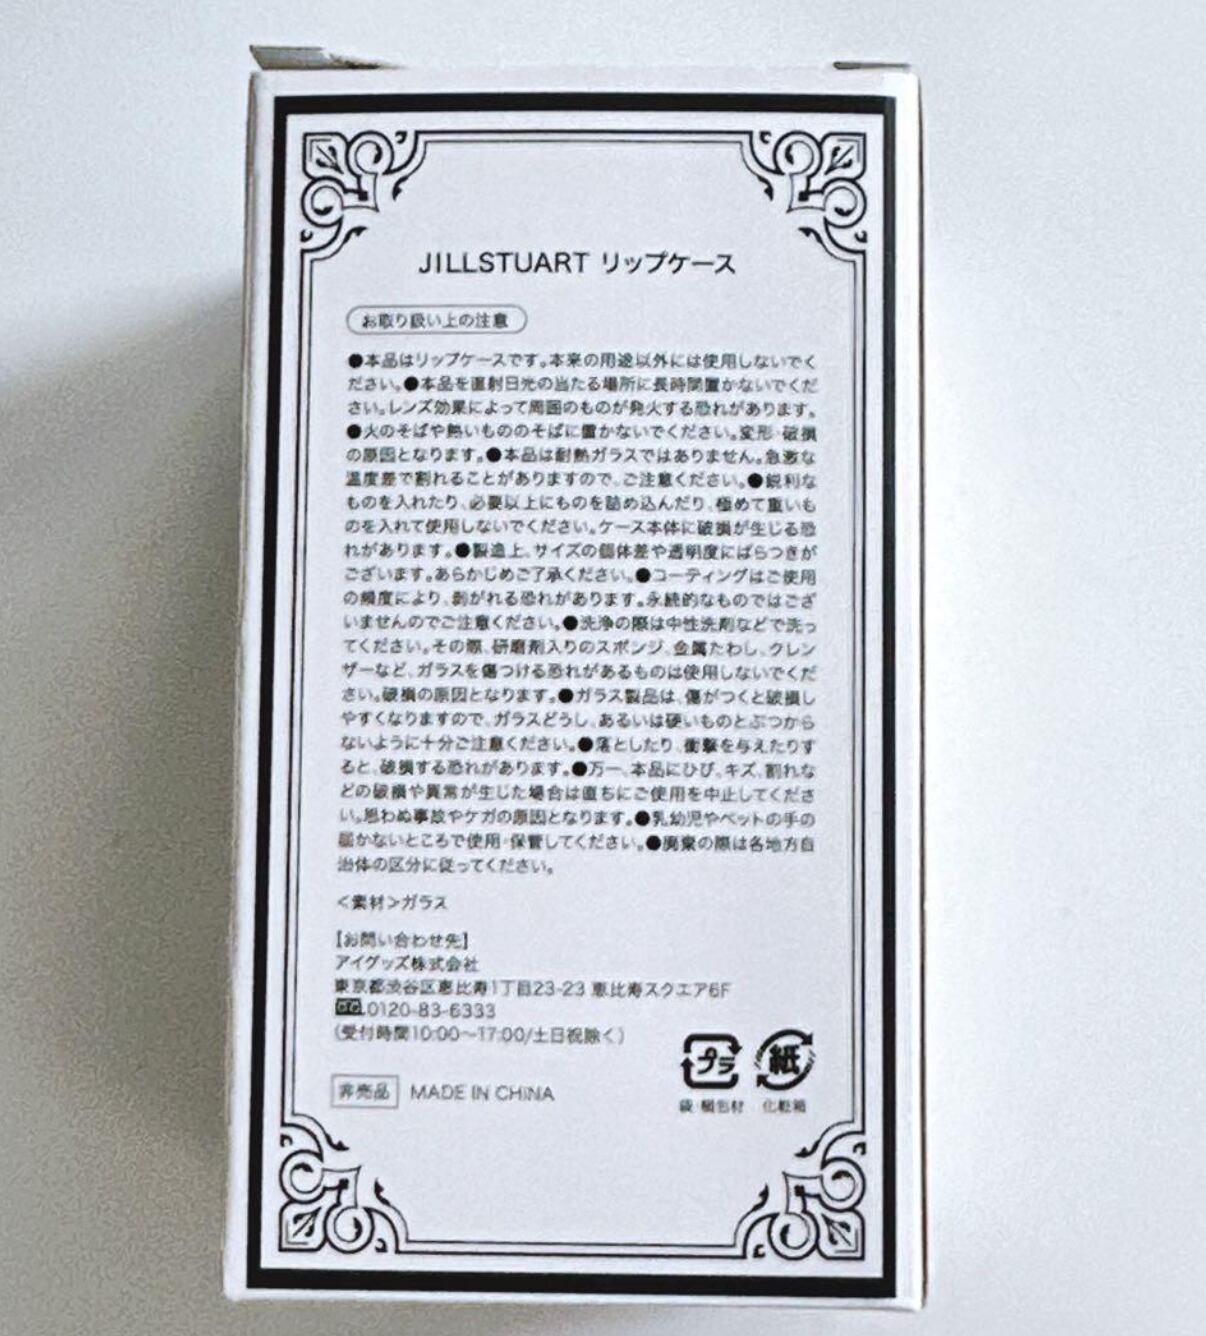 JILLSTUART リップケース
お取り扱い上の注意
●本品はリップケースです。本来の用途以外には使用しないでく
ださい。●本品を直射日光の当たる場所に長時間置かないでくだ
さい。レンズ効果によって周囲のものが発火する恐れがあります。
●火のそばや熱いもののそばに置かないでください。変形・破損
の原因となります。●本品は耐熱ガラスではありません。急激な
温度差で割れることがありますので、ご注意ください。●鋭利な
ものを入れたり、必要以上にものを詰め込んだり、極めて重いも
のを入れて使用しないでください。ケース本体に破損が生じる恐
れがあります。●製造上、サイズの個体差や透明度にばらつきが
ございます。あらかじめご了承ください。●コーティングはご使用
の頻度により、剥がれる恐れがあります。永続的なものではござ
いませんのでご注意ください。●洗浄の際は中性洗剤などで洗っ
てください。その際、研磨剤入りのスポンジ、金属たわし、クレン
ザーなど、ガラスを傷つける恐れがあるものは使用しないでくだ
さい。破損の原因となります。●ガラス製品は、傷がつくと破損し
やすくなりますので、ガラスどうし、あるいは硬いものとぶつから
ないように十分ご注意ください。●落としたり、衝撃を与えたりす
ると、破損する恐れがあります。●万一、本品にひび、キズ、割れな
どの破損や異常が生じた場合は直ちにご使用を中止してくださ
い。思わぬ事故やケガの原因となります。●乳幼児やペットの手の
届かないところで使用・保管してください。●廃棄の際は各地方自
治体の区分に従ってください。
＜素材＞ガラス
【お問い合わせ先】
アイグッズ株式会社
東京都渋谷区恵比寿1丁目23-23 恵比寿スクエア6F
0120-83-6333
(受付時間10:00〜17:00/土日祝除く)
非売品 MADE IN CHINA
プラ 紙
袋・梱包材 化粧箱